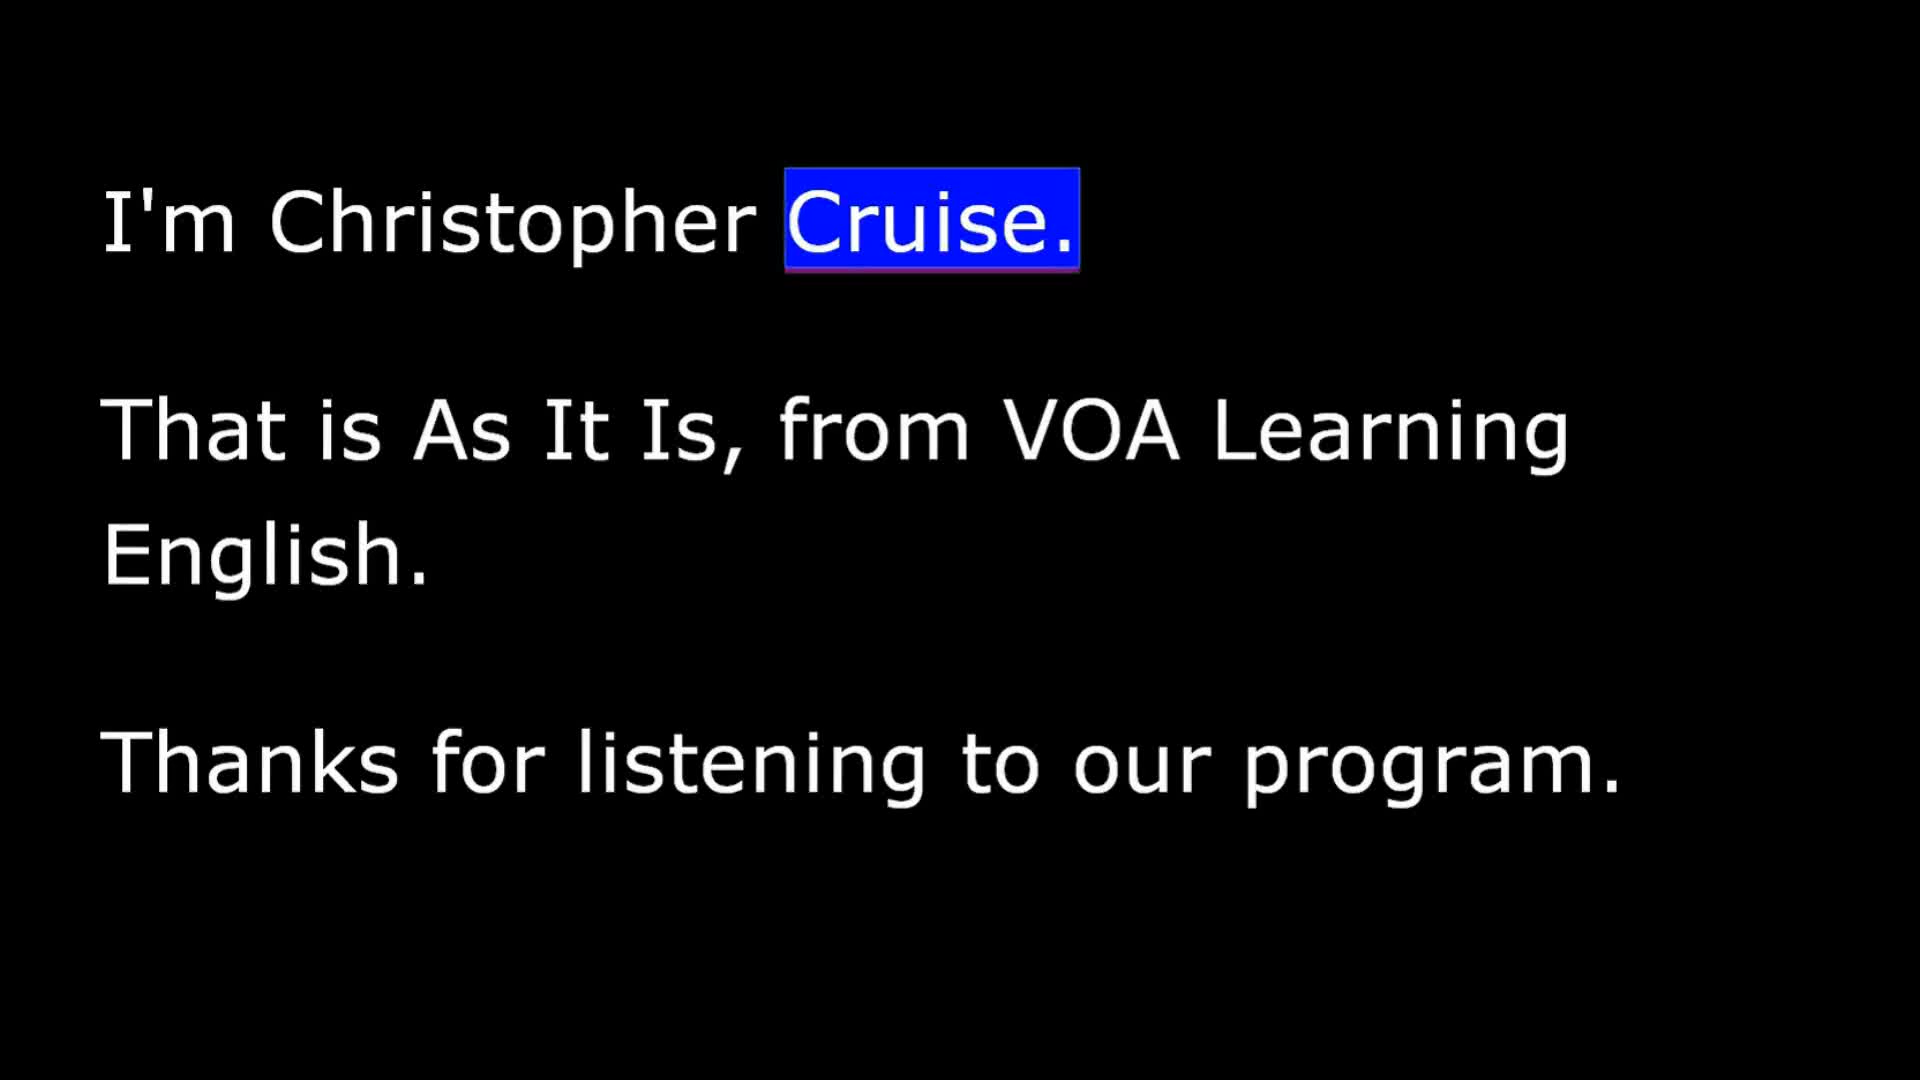 I'm Christopher Cruise.
That is As It Is, from VOA Learning
English.
Thanks for listening to our program.